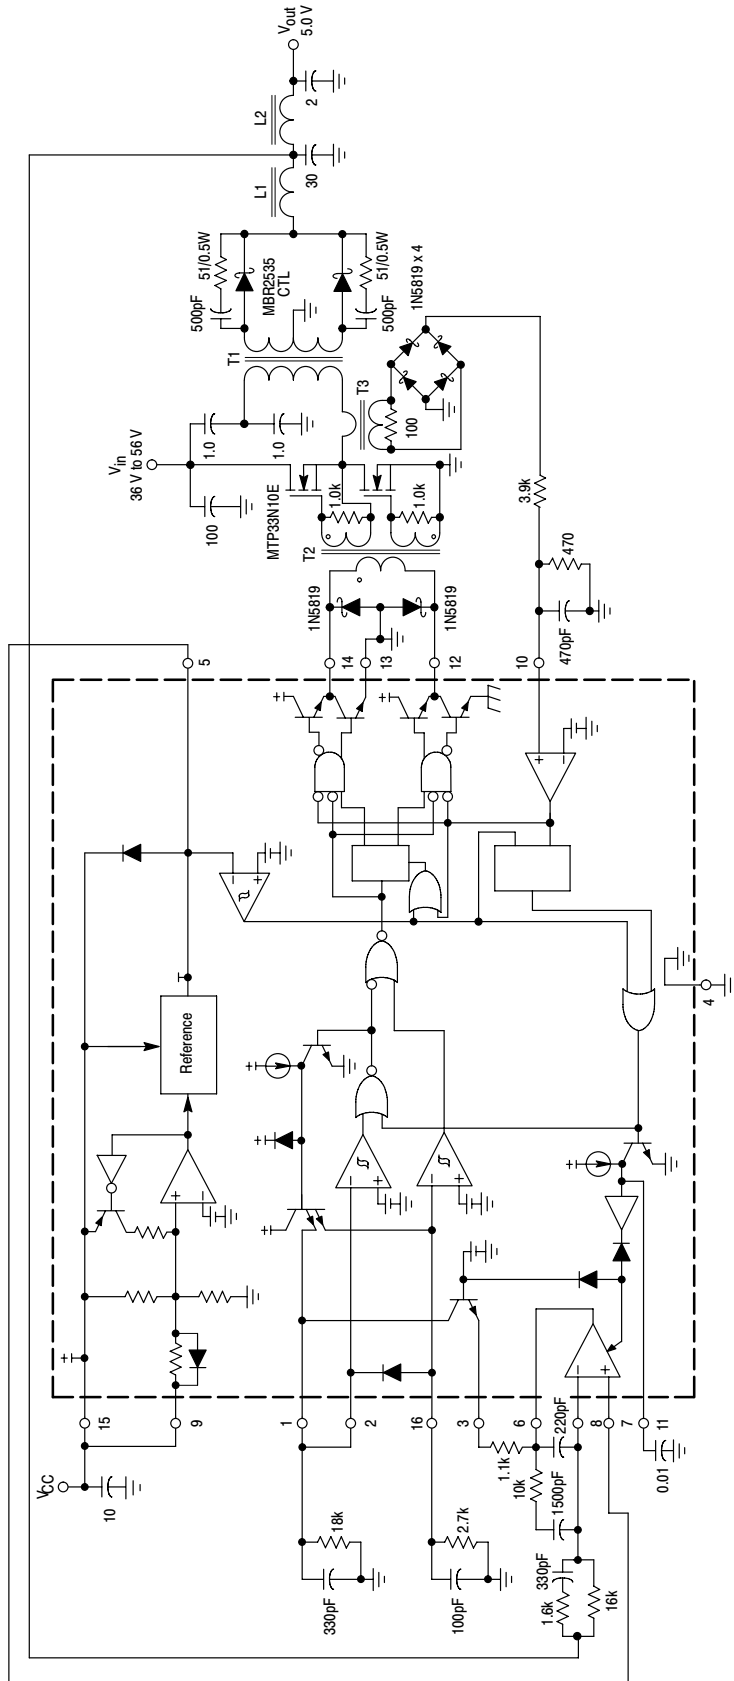 Vout
5.0 V
2
L2
30
L1
51/0.5W
51/0.5W
MBR2535
CTL
500pF
500pF
1N5819 x 4
T1
T3
100
1.0
1.0
Vin
36 V to 56 V
100
MTP33N10E
1.0k
1.0k
T2
3.9k
470
470pF
1N5819
1N5819
5
14
13
12
10
Reference
4
+
–
+
–
+
–
–
+
–
+
–
+
15
9
1
2
16
3
6
8
7
11
VCC
10
18k
330pF
2.7k
100pF
1.1k
10k
220pF
1500pF
330pF
1.6k
16k
0.01